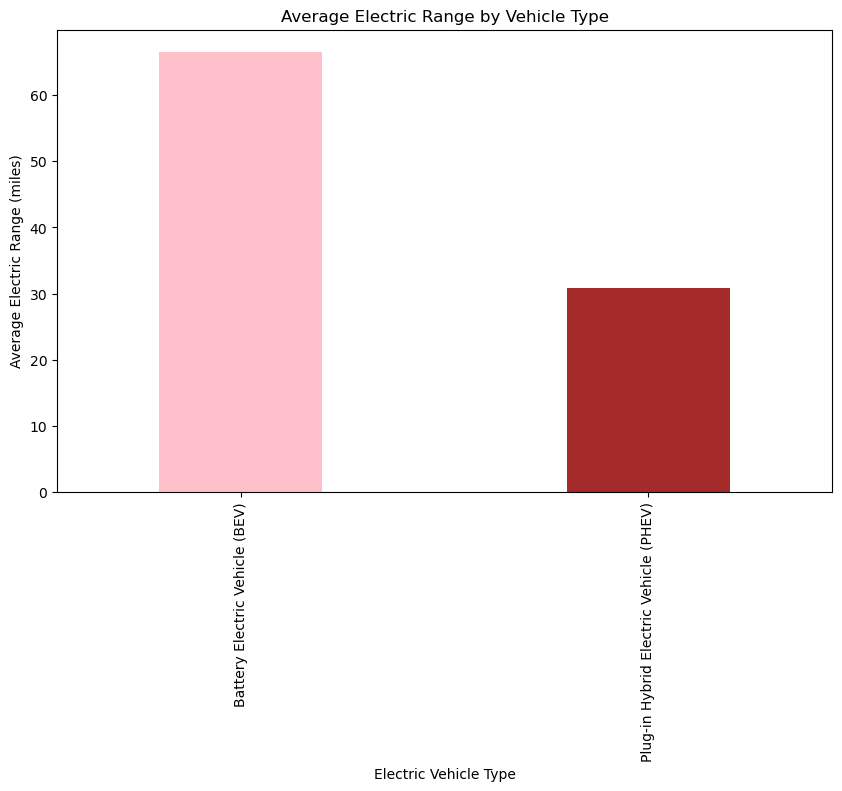 Average Electric Range by Vehicle Type
Average Electric Range (miles)
60
50
40
30
20
10
0
Battery Electric Vehicle (BEV)
Plug-in Hybrid Electric Vehicle (PHEV)
Electric Vehicle Type